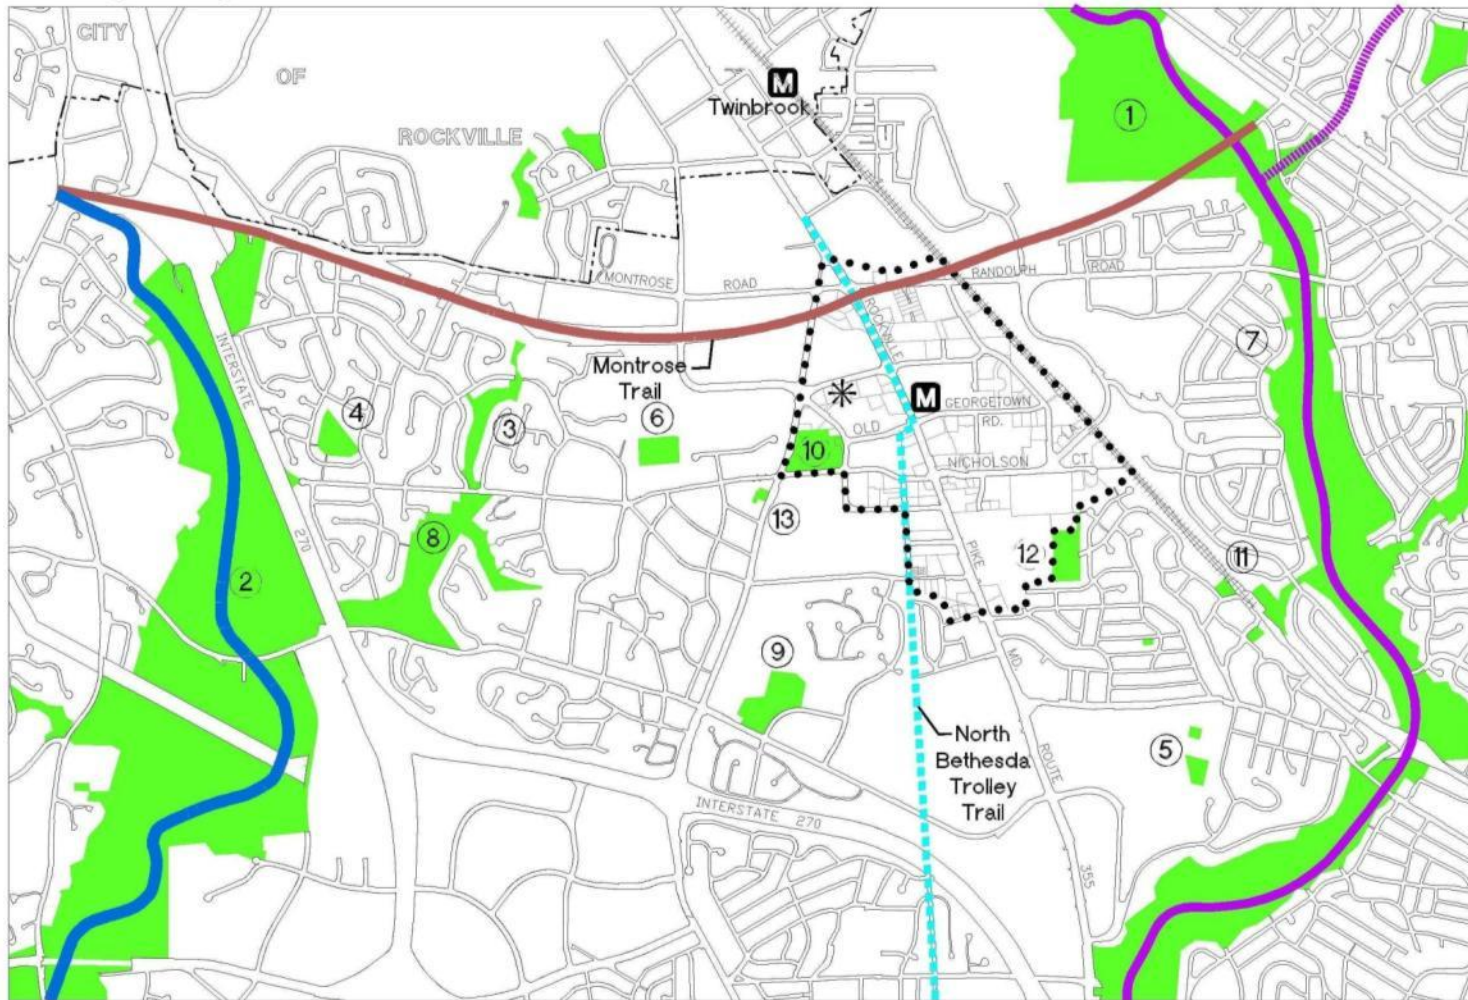 CITY
OF
ROCKVILLE
M
Twinbrook
1
MONTROSE
ROAD
RANDOLPH
ROAD
ROCKVILLE
INTERSTATE
Montrose
Trail
7
4
3
6
M
GEORGETOWN
RD.
OLD
10
NICHOLSON
CT.
13
8
270
2
PIKE
12
11
9
MD.
North
Bethesda
Trolley
Trail
5
ROUTE
INTERSTATE 270
355